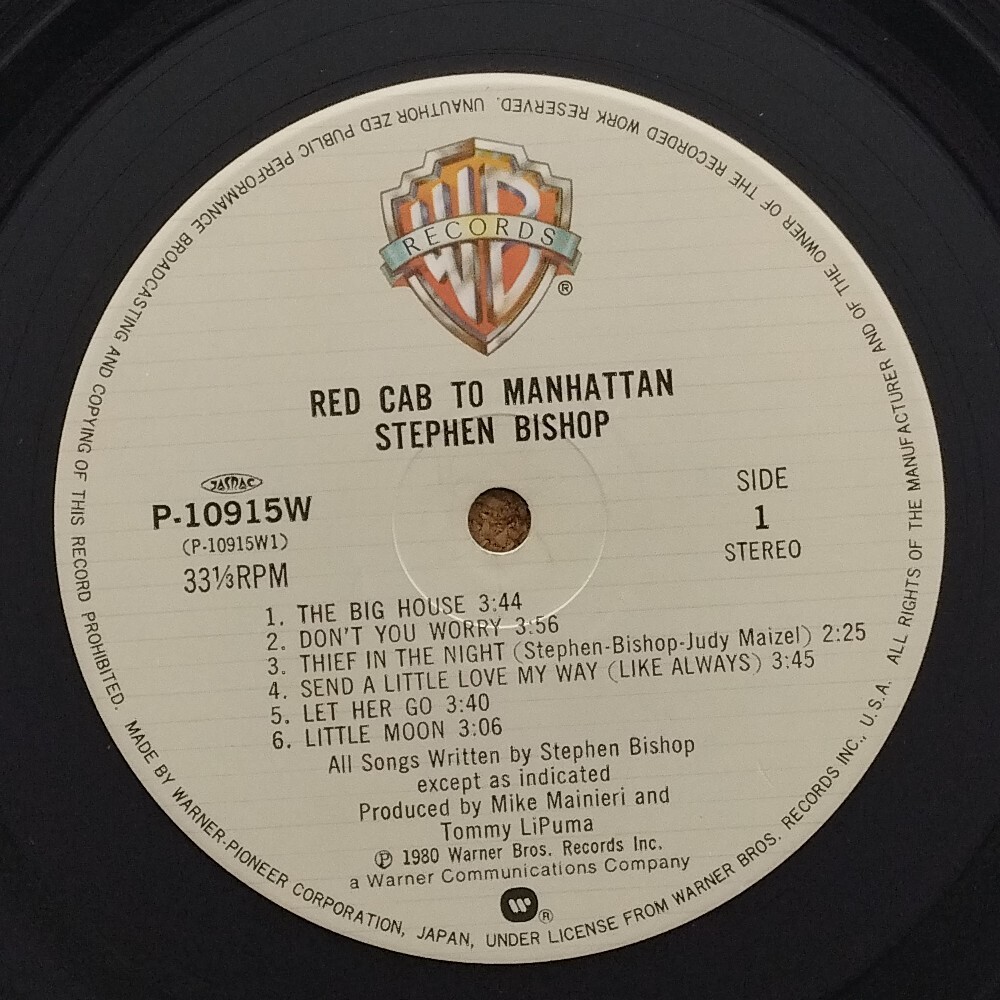 WB
RECORDS
®
RED CAB TO MANHATTAN
STEPHEN BISHOP
JASRAC
P-10915W
(P-10915W1)
33⅓RPM
SIDE
1
STEREO
1. THE BIG HOUSE 3:44
2. DON'T YOU WORRY 3:56
3. THIEF IN THE NIGHT (Stephen-Bishop-Judy Maizel) 2:25
4. SEND A LITTLE LOVE MY WAY (LIKE ALWAYS) 3:45
5. LET HER GO 3:40
6. LITTLE MOON 3:06
All Songs Written by Stephen Bishop
except as indicated
Produced by Mike Mainieri and
Tommy LiPuma
℗ 1980 Warner Bros. Records Inc.
a Warner Communications Company
®
MADE BY WARNER-PIONEER CORPORATION, JAPAN, UNDER LICENSE FROM WARNER BROS. RECORDS INC., U.S.A. ALL RIGHTS OF THE MANUFACTURER AND OF THE OWNER OF THE RECORDED WORK RESERVED. UNAUTHOR ZED PUBLIC PERFORMANCE BROADCASTING AND COPYING OF THIS RECORD PROHIBITED.